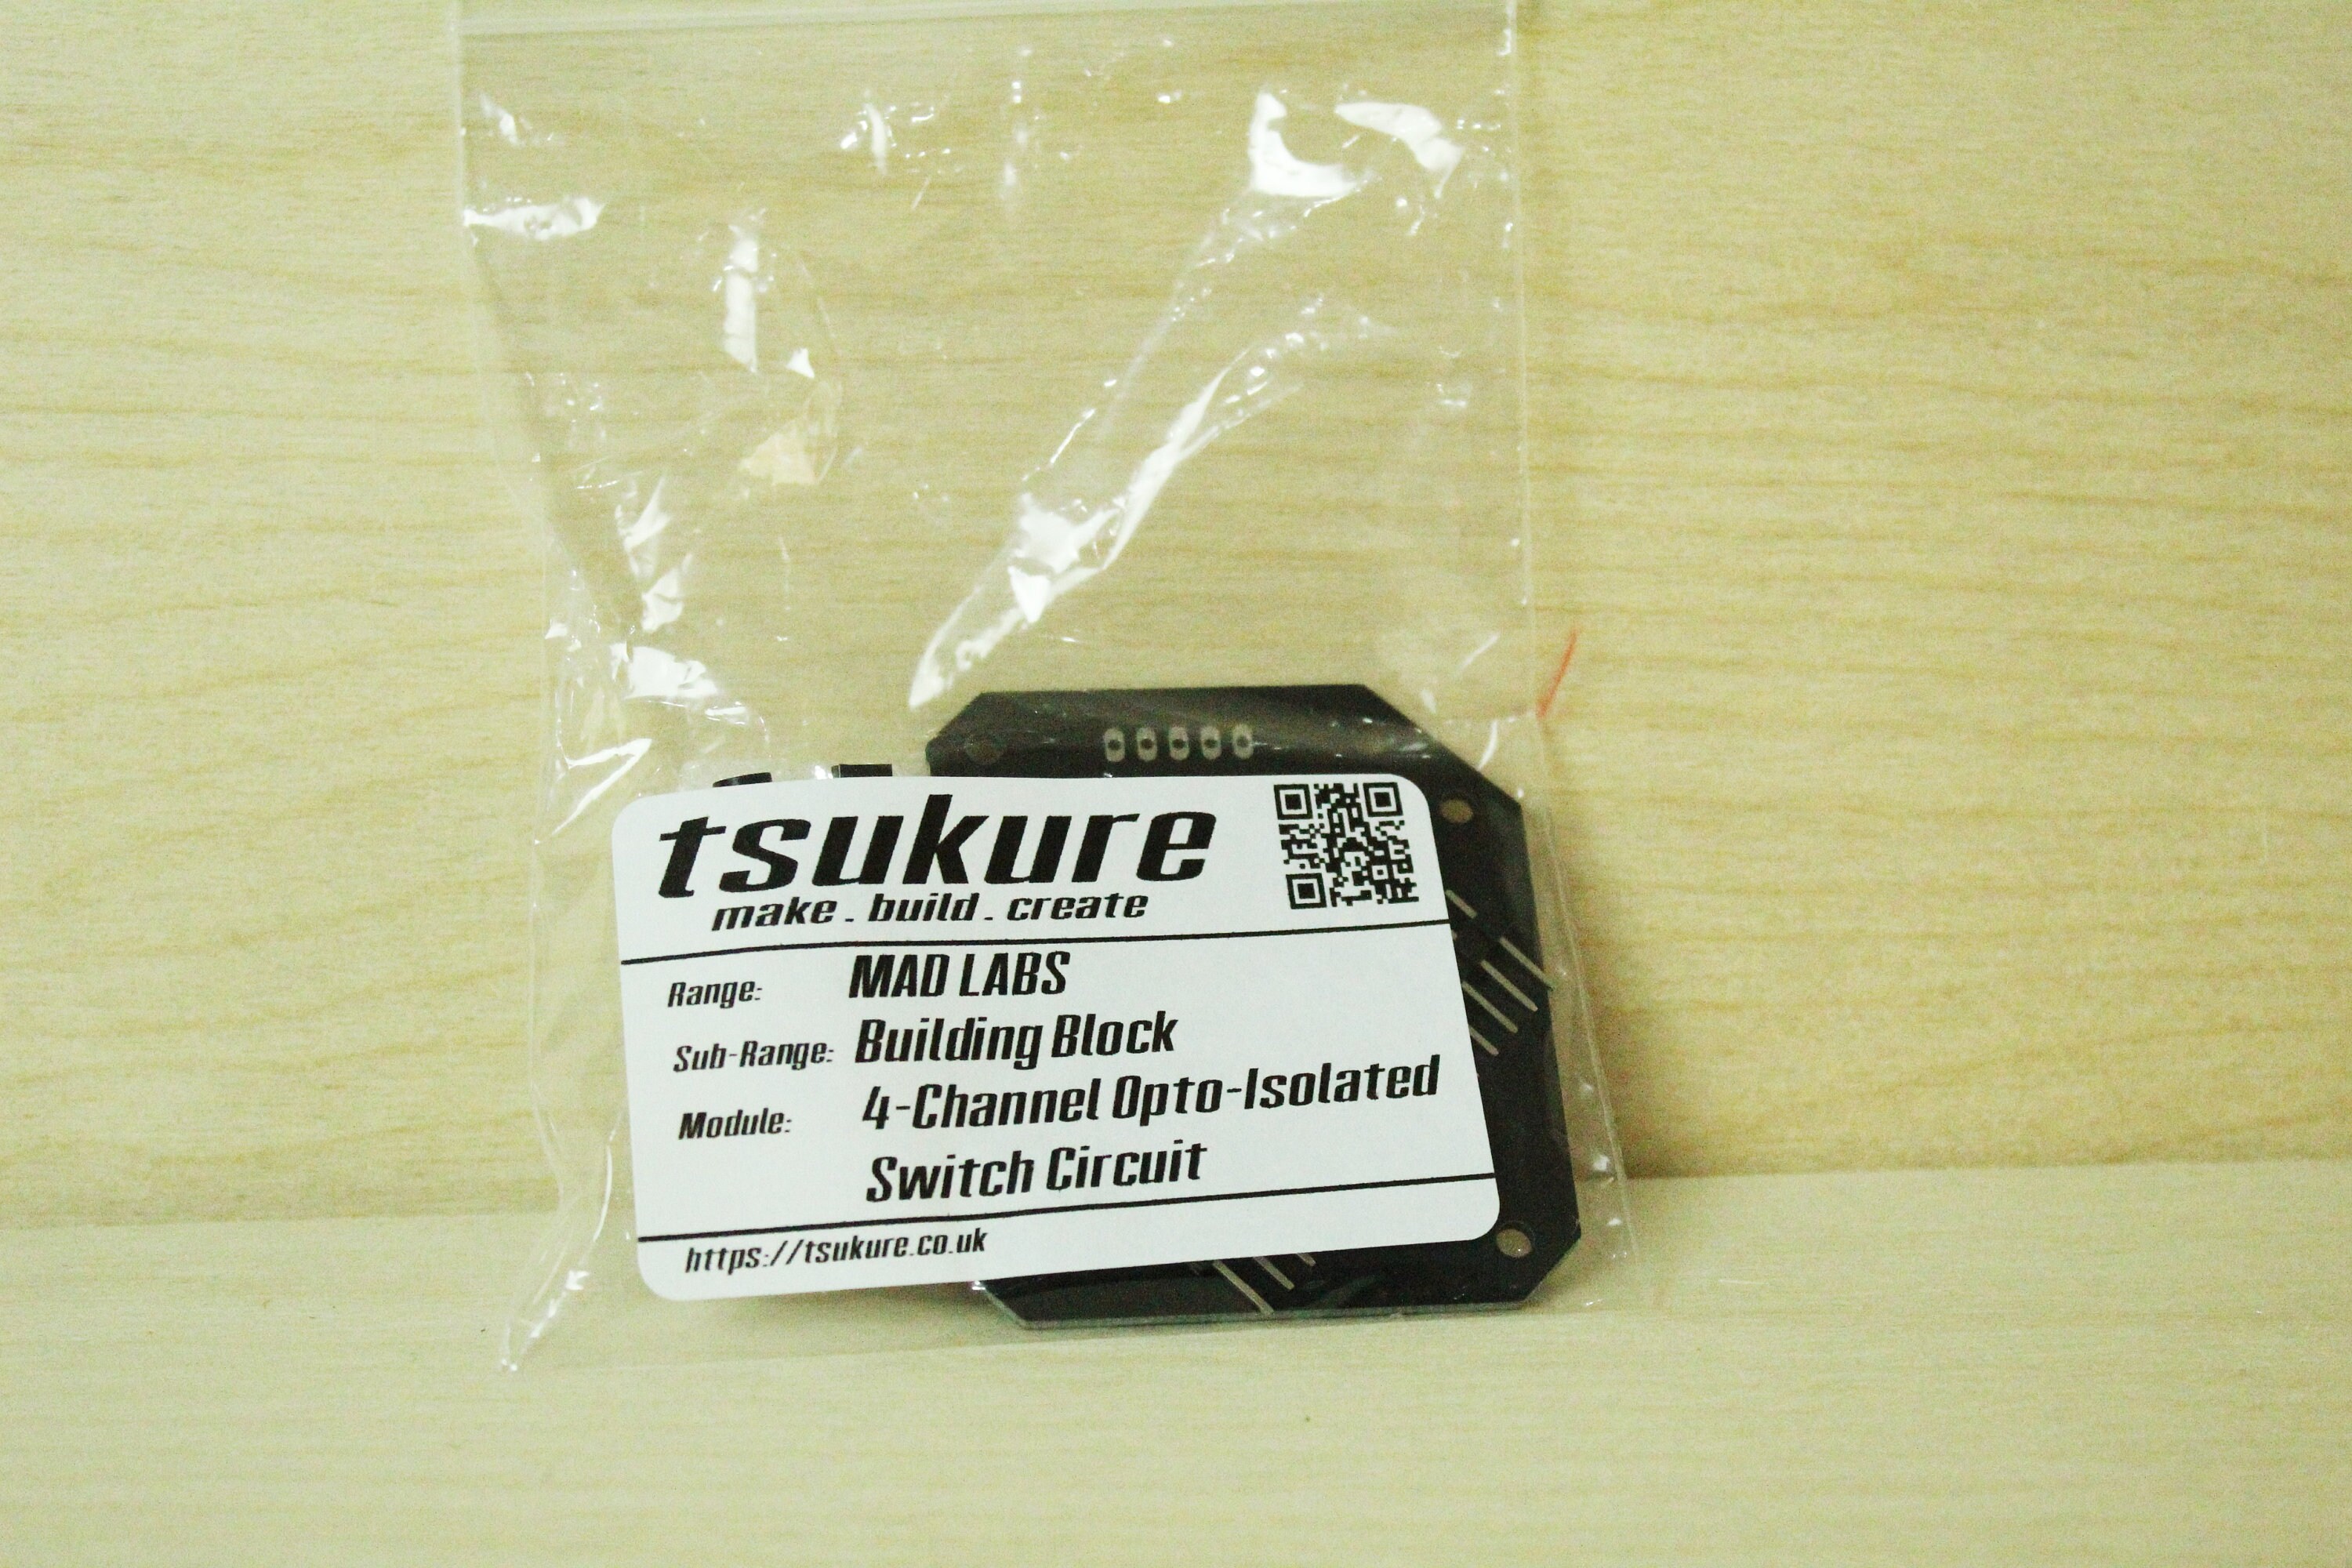 tsukure
make . build . create
Range: MAD LABS
Sub-Range: Building Block
Module: 4-Channel Opto-Isolated
Switch Circuit
https://tsukure.co.uk